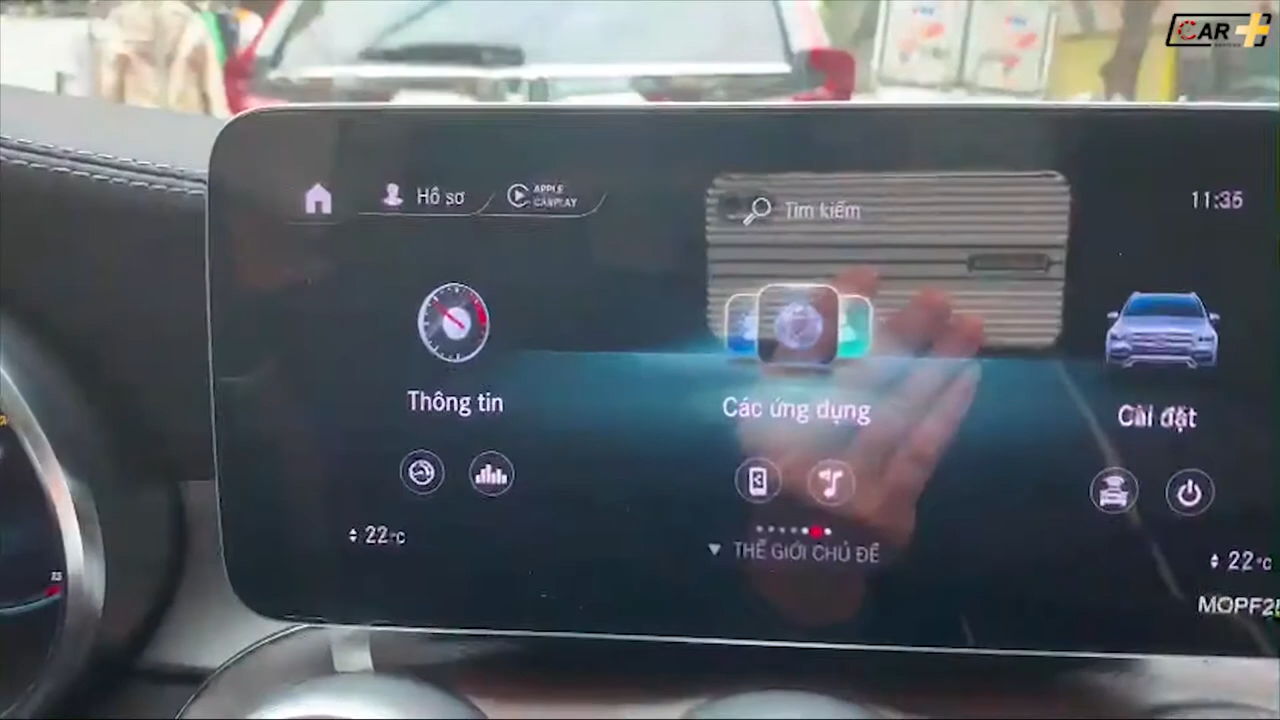 CAR
Hồ sơ
APPLE
CARPLAY
Tìm kiếm
11:35
Thông tin
Các ứng dụng
Cài đặt
22°C
THẾ GIỚI CHỦ ĐỀ
22°C